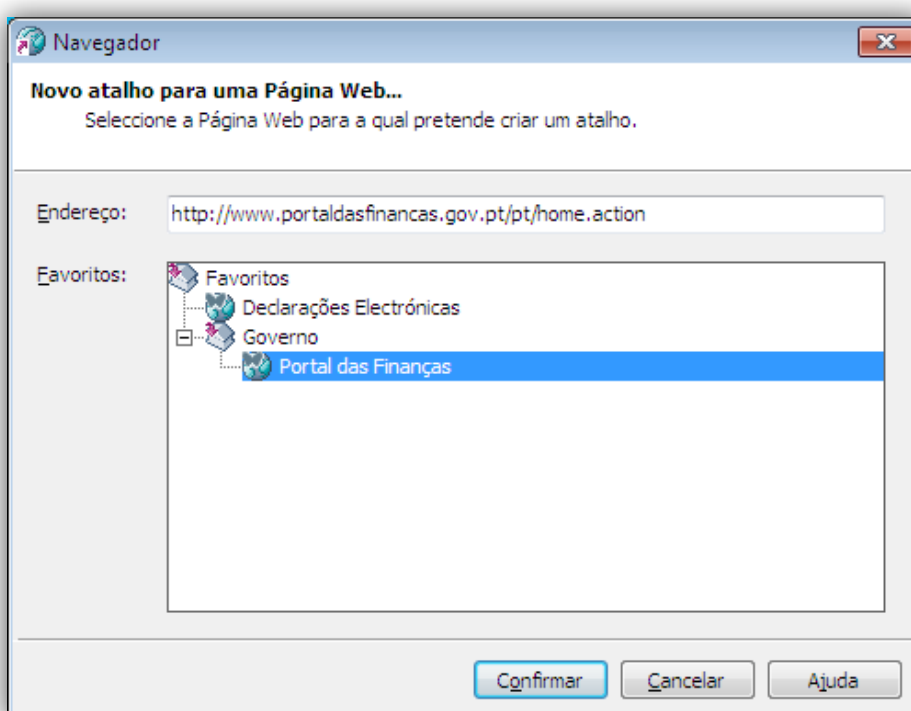 Navegador
Novo atalho para uma Página Web...
Seleccione a Página Web para a qual pretende criar um atalho.
Endereço: http://www.portaldasfinancas.gov.pt/pt/home.action
Favoritos: Favoritos
Declarações Electrónicas
Governo
Portal das Finanças
Confirmar Cancelar Ajuda